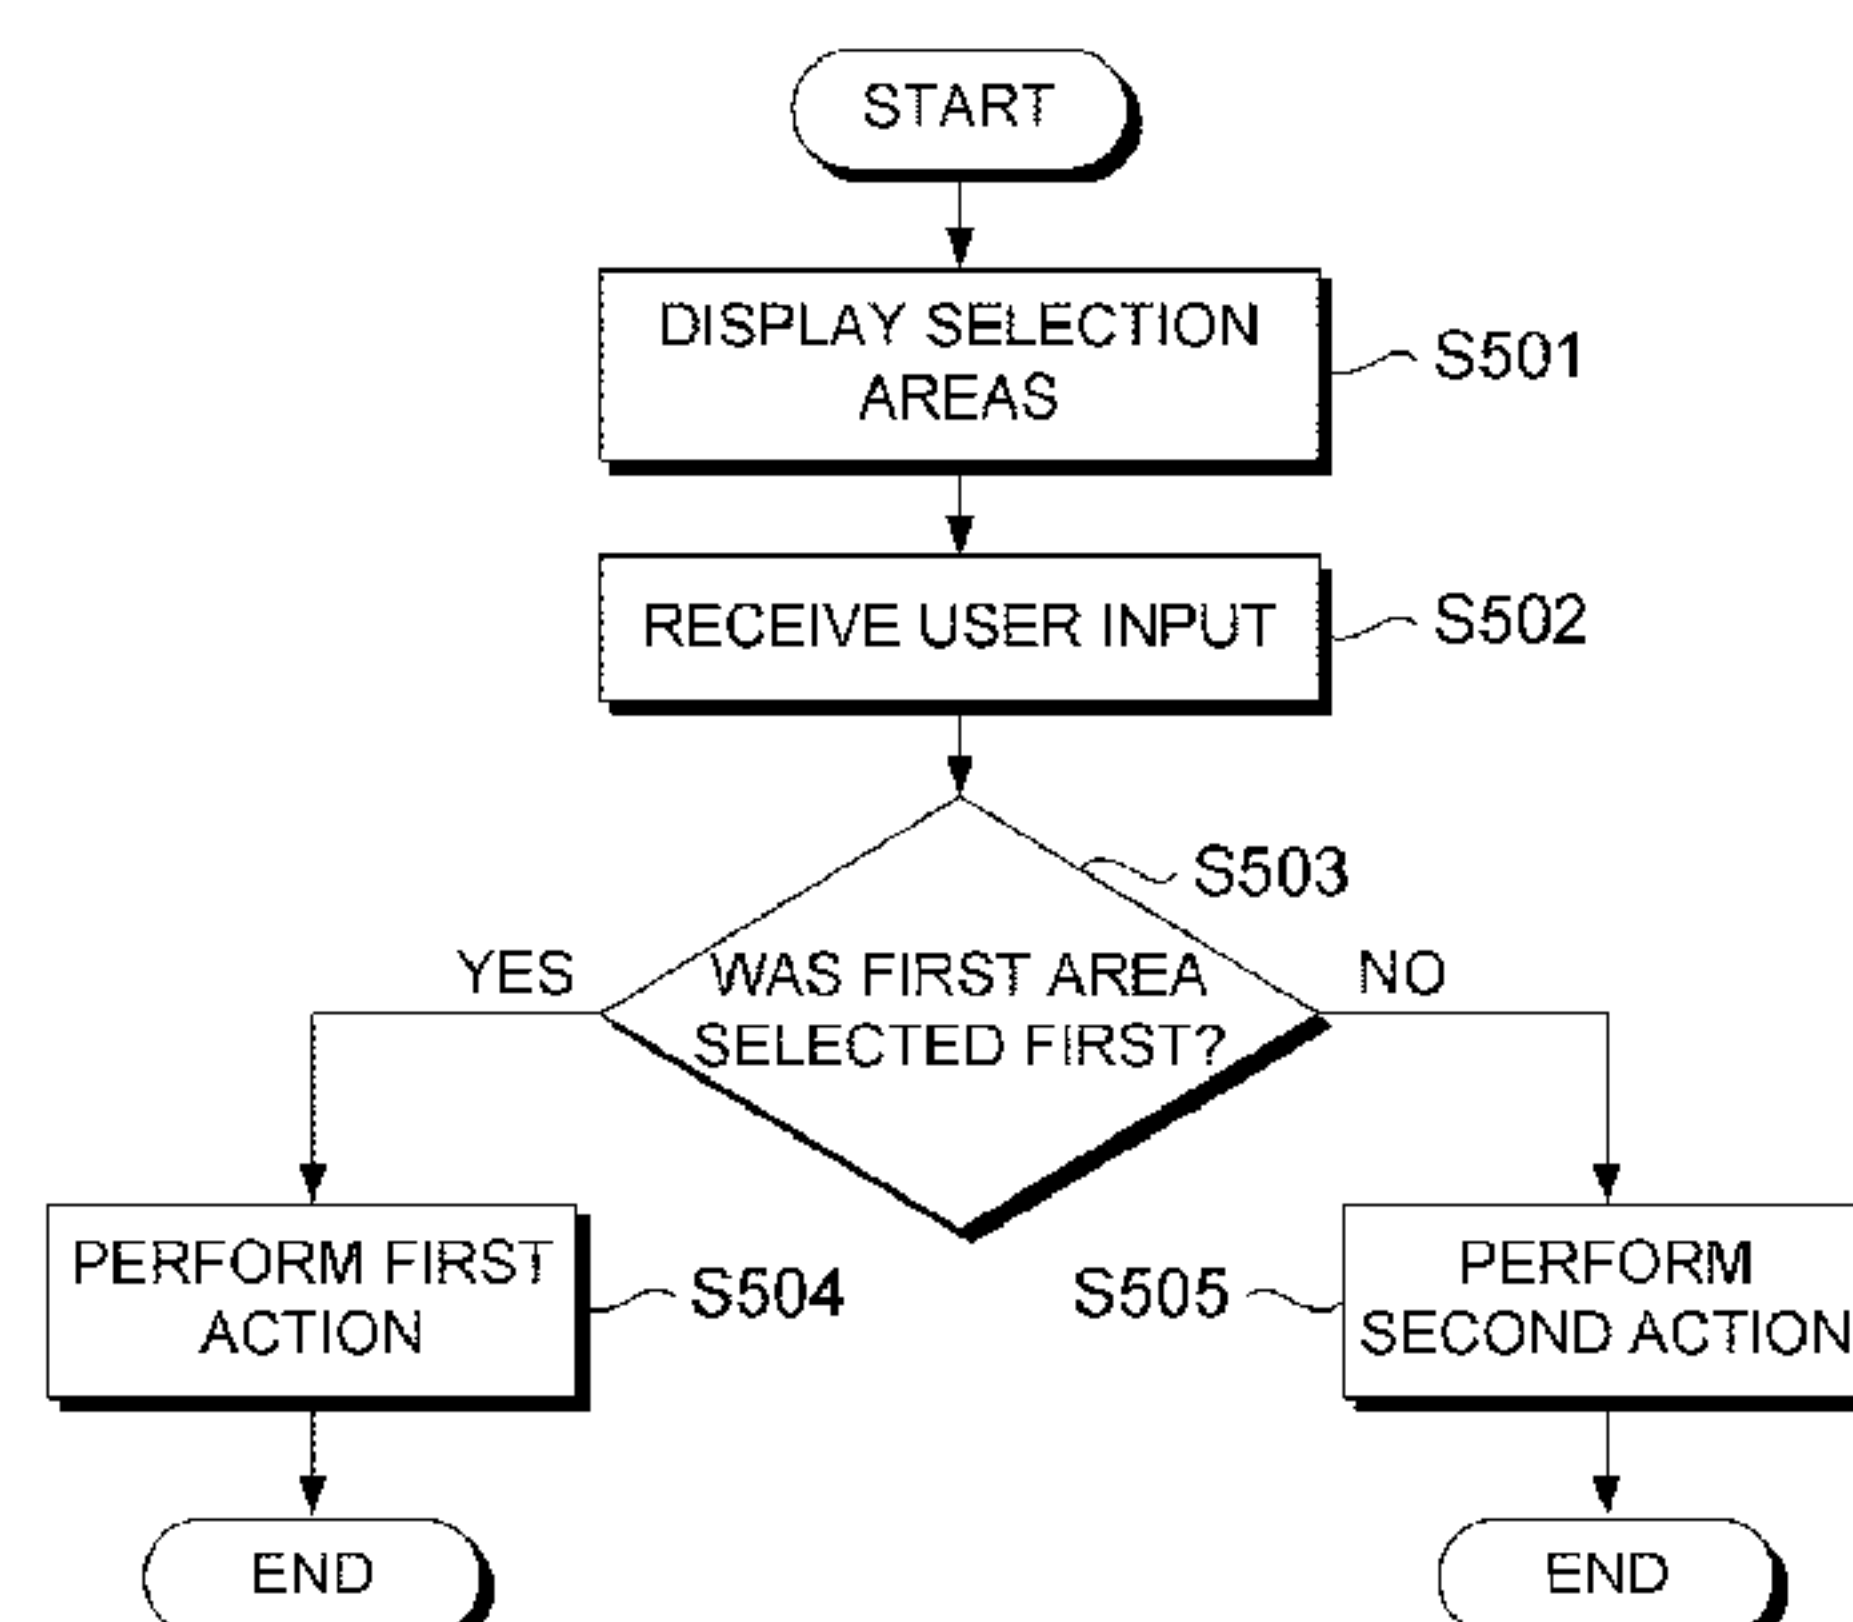 START
DISPLAY SELECTION
AREAS
S501
RECEIVE USER INPUT
S502
S503
YES
WAS FIRST AREA
SELECTED FIRST?
NO
PERFORM FIRST
ACTION
S504
S505
PERFORM
SECOND ACTION
END
END